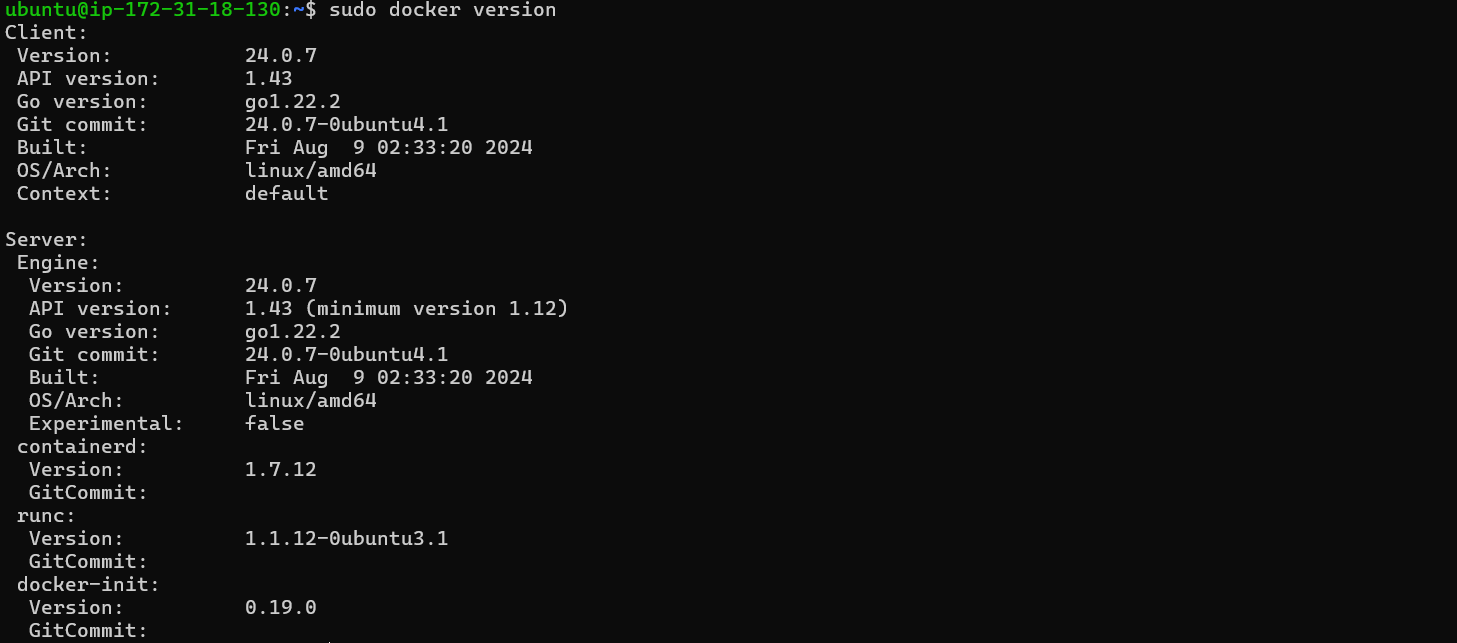 ubuntu@ip-172-31-18-130:~$ sudo docker version
Client:
 Version:           24.0.7
 API version:       1.43
 Go version:        go1.22.2
 Git commit:        24.0.7-0ubuntu4.1
 Built:             Fri Aug  9 02:33:20 2024
 OS/Arch:           linux/amd64
 Context:           default

Server:
 Engine:
  Version:          24.0.7
  API version:      1.43 (minimum version 1.12)
  Go version:       go1.22.2
  Git commit:       24.0.7-0ubuntu4.1
  Built:            Fri Aug  9 02:33:20 2024
  OS/Arch:          linux/amd64
  Experimental:     false
 containerd:
  Version:          1.7.12
  GitCommit:
 runc:
  Version:          1.1.12-0ubuntu3.1
  GitCommit:
 docker-init:
  Version:          0.19.0
  GitCommit: